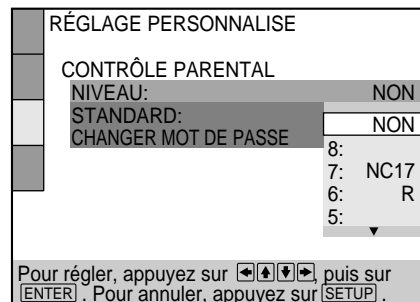 RÉGLAGE PERSONNALISE
CONTRÔLE PARENTAL
NIVEAU: NON
STANDARD:
CHANGER MOT DE PASSE
NON
8:
7: NC17
6: R
5:
Pour régler, appuyez sur , puis sur
ENTER . Pour annuler, appuyez sur SETUP .